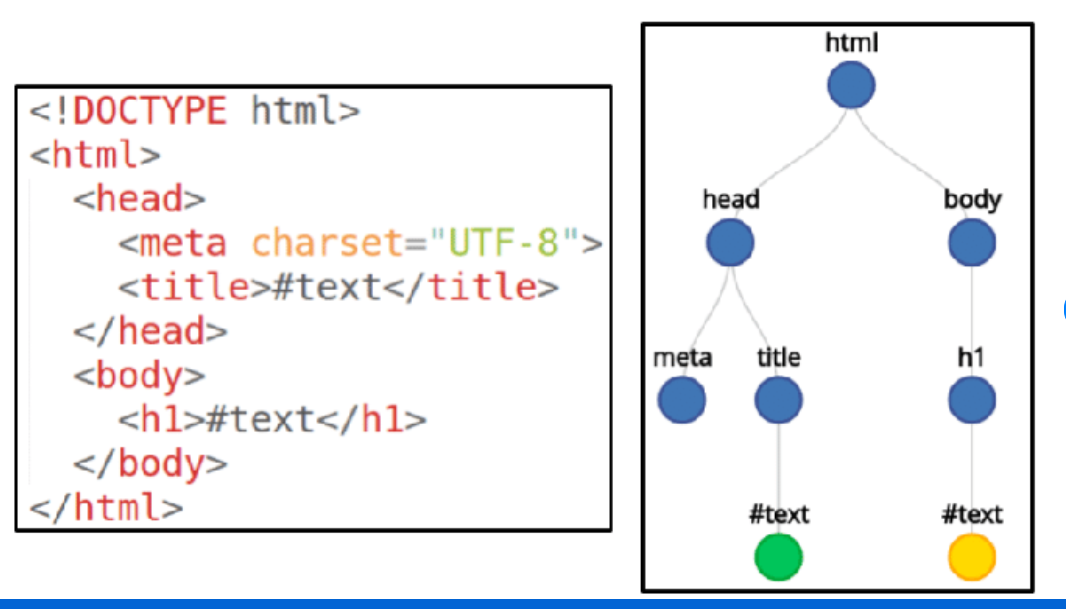 <!DOCTYPE html>
<html>
  <head>
    <meta charset="UTF-8">
    <title>#text</title>
  </head>
  <body>
    <h1>#text</h1>
  </body>
</html>
html
head body
meta title h1
#text #text